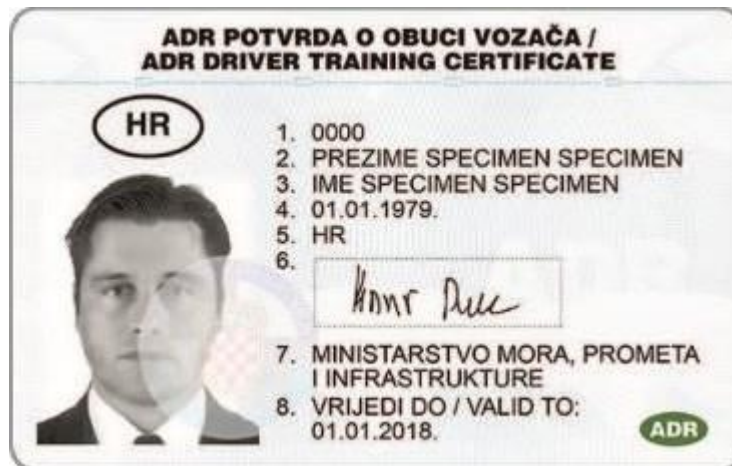 ADR POTVRDA O OBUCI VOZAČA /
ADR DRIVER TRAINING CERTIFICATE
HR
1. 0000
2. PREZIME SPECIMEN SPECIMEN
3. IME SPECIMEN SPECIMEN
4. 01.01.1979.
5. HR
6.
7. MINISTARSTVO MORA, PROMETA
I INFRASTRUKTURE
8. VRIJEDI DO / VALID TO:
01.01.2018.
ADR